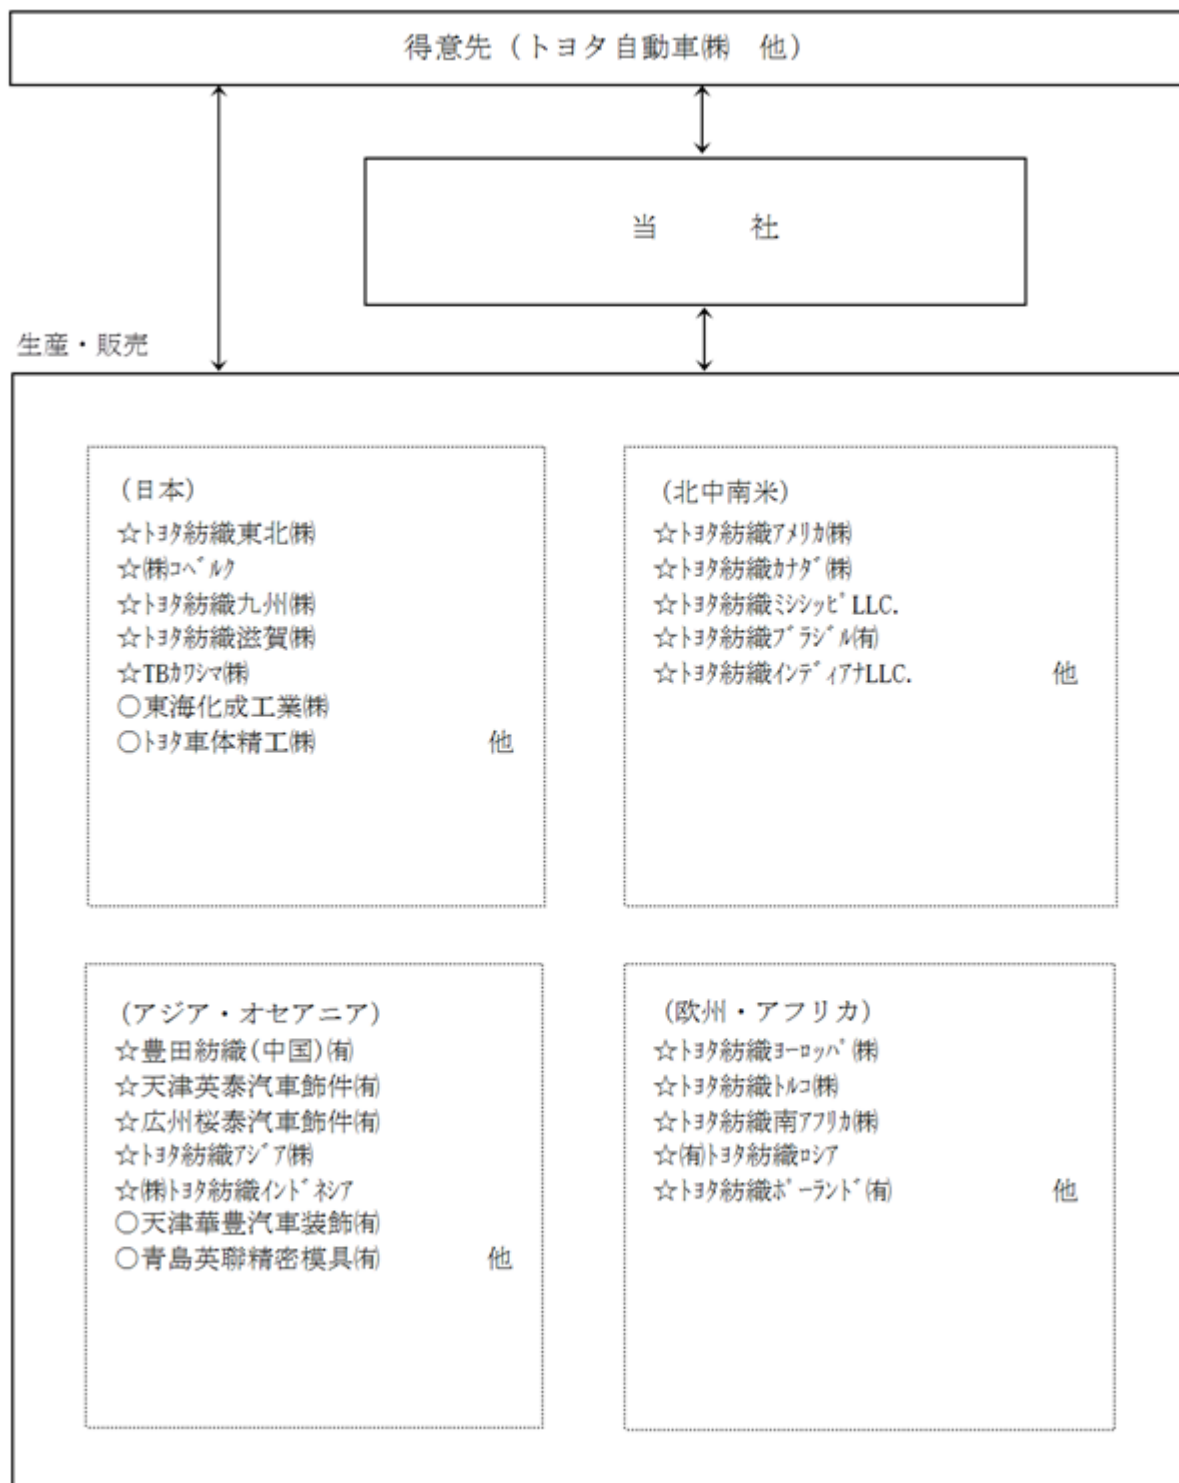 得意先（トヨタ自動車㈱　他）
当　　社
生産・販売
（日本）
☆ﾄﾖﾀ紡織東北㈱
☆㈱ｺﾍﾞﾙｸ
☆ﾄﾖﾀ紡織九州㈱
☆ﾄﾖﾀ紡織滋賀㈱
☆TBｶﾜｼﾏ㈱
○東海化成工業㈱
○ﾄﾖﾀ車体精工㈱　他
（北中南米）
☆ﾄﾖﾀ紡織ｱﾒﾘｶ㈱
☆ﾄﾖﾀ紡織ｶﾅﾀﾞ㈱
☆ﾄﾖﾀ紡織ﾐｼｼｯﾋﾟLLC.
☆ﾄﾖﾀ紡織ﾌﾞﾗｼﾞﾙ㈲
☆ﾄﾖﾀ紡織ｲﾝﾃﾞｨｱﾅLLC.　他
（アジア・オセアニア）
☆豊田紡織(中国)㈲
☆天津英泰汽車飾件㈲
☆広州桜泰汽車飾件㈲
☆ﾄﾖﾀ紡織ｱｼﾞｱ㈱
☆㈱ﾄﾖﾀ紡織ｲﾝﾄﾞﾈｼｱ
○天津華豊汽車装飾㈲
○青島英聯精密模具㈲　他
（欧州・アフリカ）
☆ﾄﾖﾀ紡織ﾖｰﾛｯﾊﾟ㈱
☆ﾄﾖﾀ紡織ﾄﾙｺ㈱
☆ﾄﾖﾀ紡織南ｱﾌﾘｶ㈱
☆㈲ﾄﾖﾀ紡織ﾛｼｱ
☆ﾄﾖﾀ紡織ﾎﾟｰﾗﾝﾄﾞ㈲　他